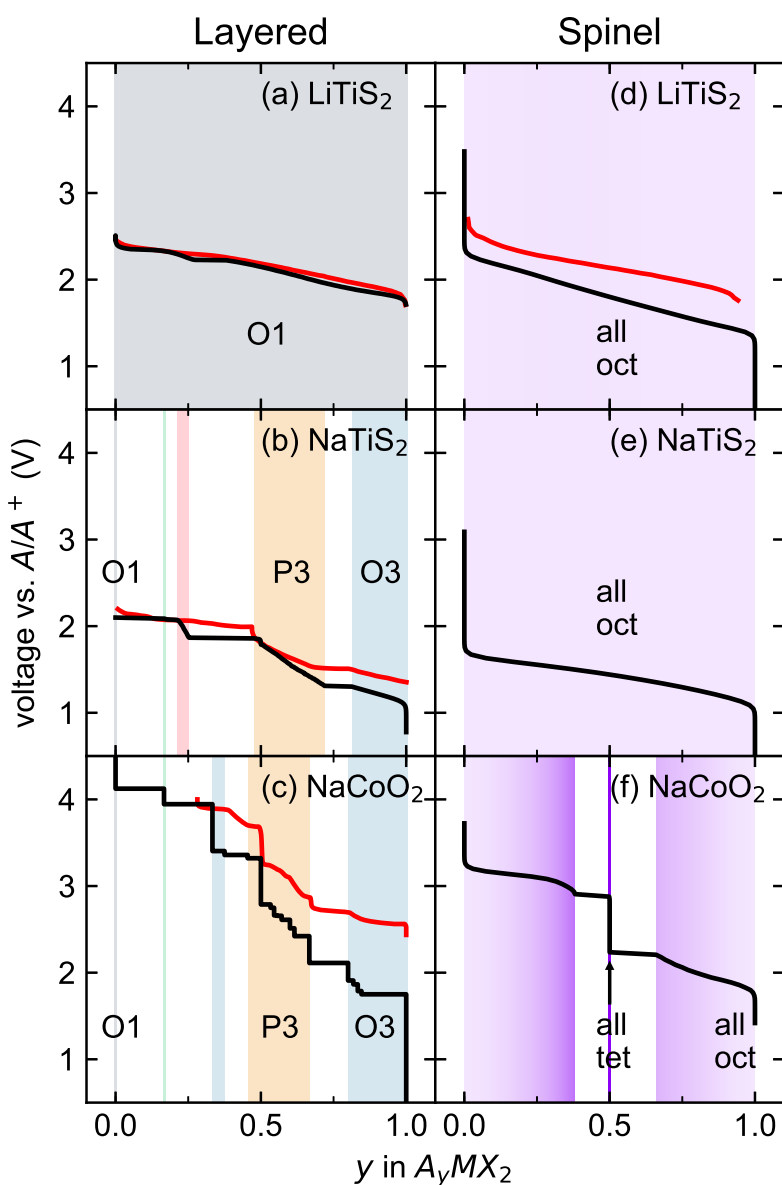 Layered Spinel
voltage vs. A/A⁺ (V)
(a) LiTiS₂
4
3
2
1
O1
(d) LiTiS₂
all
oct
(b) NaTiS₂
4
3
2
1
O1 P3 O3
(e) NaTiS₂
all
oct
(c) NaCoO₂
4
3
2
1
O1 P3 O3
(f) NaCoO₂
all
tet
all
oct
0.0 0.5 1.0 0.0 0.5 1.0
y in AᵧMX₂